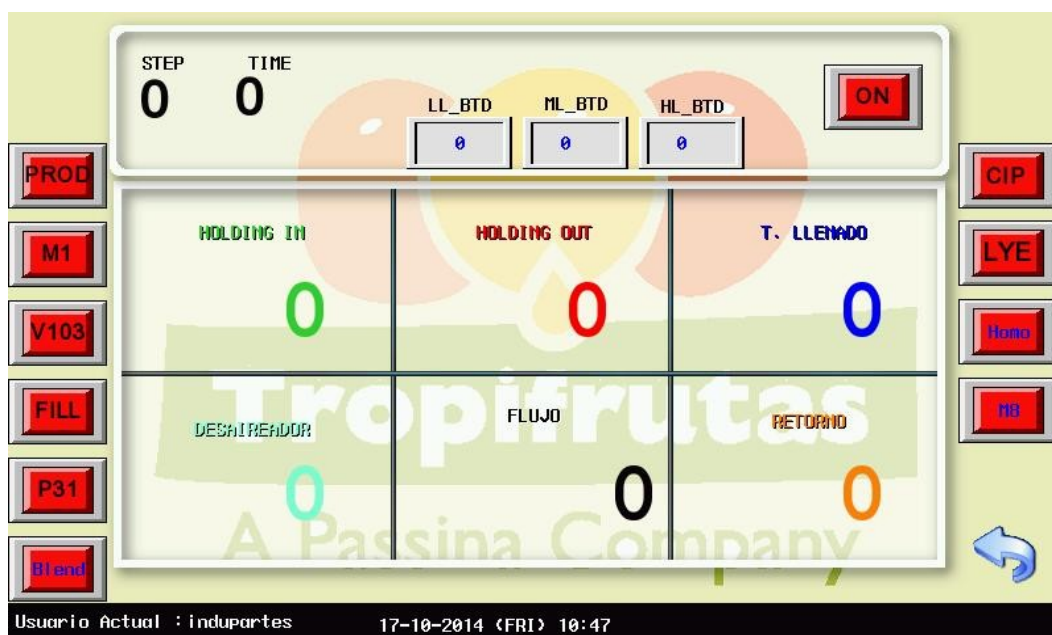 STEP TIME
0 0
LL_BTD ML_BTD HL_BTD
0 0 0
ON
PROD
M1
V103
FILL
P31
Blend
HOLDING IN HOLDING OUT T. LLENADO
0 0 0
DESAIREADOR FLUJO RETORNO
0 0 0
Tropifrutas
A Passina Company
CIP
LYE
Homo
M8
Usuario Actual :indupartes 17-10-2014 (FRI) 10:47